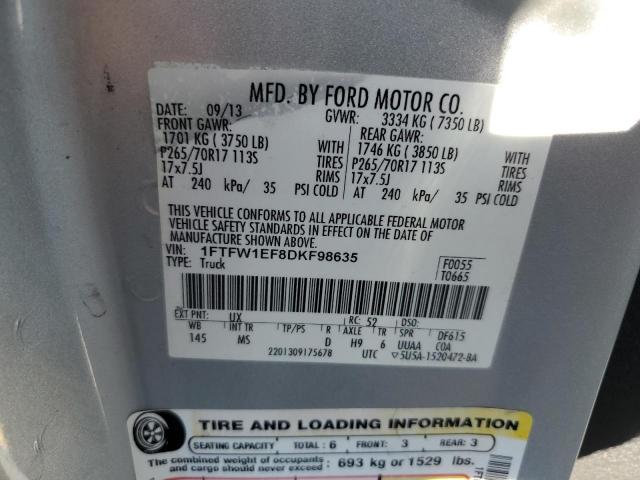 MFD. BY FORD MOTOR CO.
DATE: 09/13 GVWR: 3334 KG ( 7350 LB)
FRONT GAWR: REAR GAWR:
1701 KG ( 3750 LB) WITH 1746 KG ( 3850 LB) WITH
P265/70R17 113S TIRES P265/70R17 113S TIRES
17x7.5J RIMS 17x7.5J RIMS
AT 240 kPa/ 35 PSI COLD AT 240 kPa/ 35 PSI COLD
THIS VEHICLE CONFORMS TO ALL APPLICABLE FEDERAL MOTOR
VEHICLE SAFETY STANDARDS IN EFFECT ON THE DATE OF
MANUFACTURE SHOWN ABOVE.
VIN: 1FTFW1EF8DKF98635 F0055
TYPE: Truck T0665
EXT PNT: UX RC: 52 DSO:
WB INT TR TP/PS R AXLE TR SPR DF615
145 MS D H9 6 UUAA C0A
2201309175678 UTC ▽5U5A-1520472-BA
TIRE AND LOADING INFORMATION
SEATING CAPACITY TOTAL: 6 FRONT: 3 REAR: 3
The combined weight of occupants
and cargo should never exceed: 693 kg or 1529 lbs.